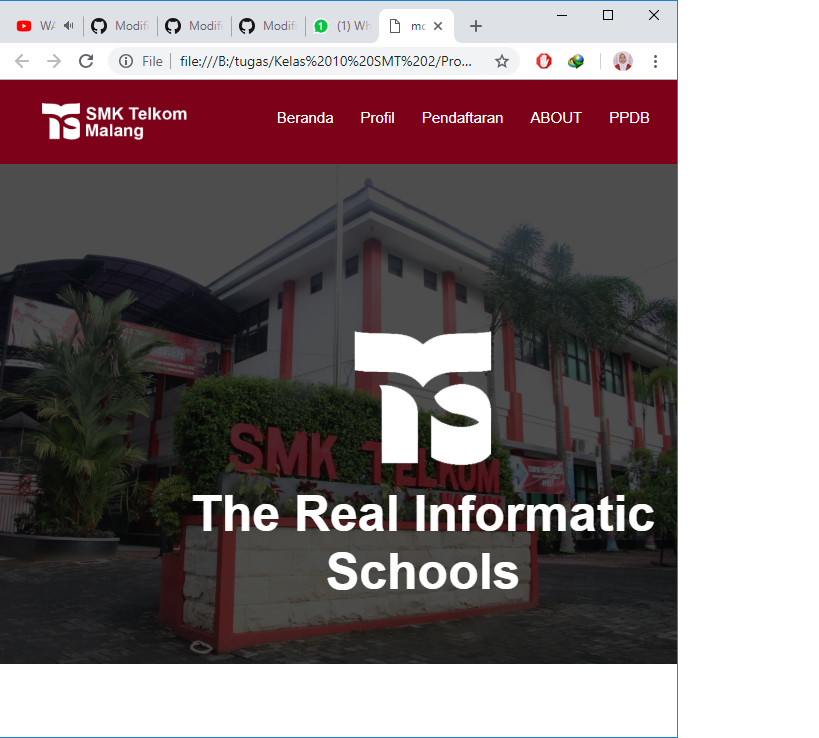 WA
Modifi
Modifi
Modifi
1
(1) Wh
mo
File
file:///B:/tugas/Kelas%2010%20SMT%202/Pro...
SMK Telkom
Malang
Beranda
Profil
Pendaftaran
ABOUT
PPDB
SMK TELKOM
The Real Informatic
Schools